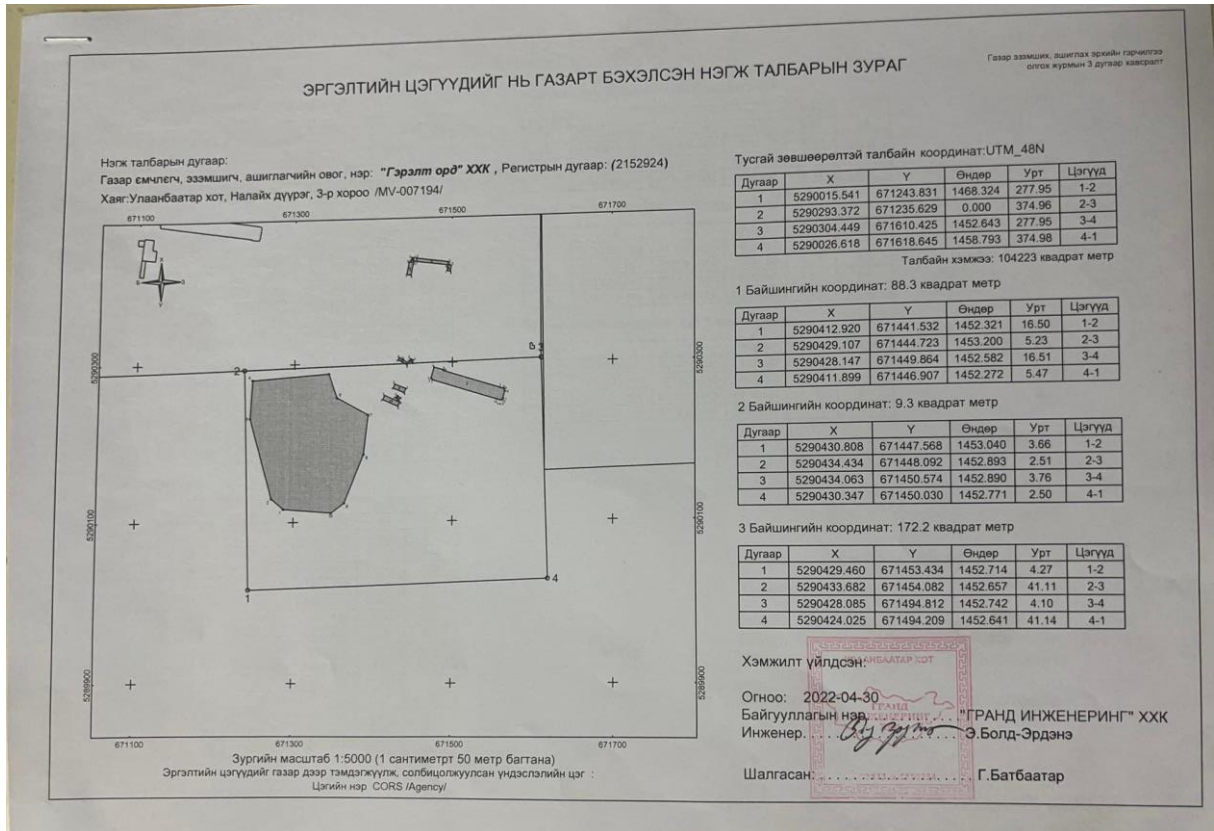 Газар эзэмших, ашиглах эрхийн гэрчилгээ
олгох журмын 3 дугаар хавсралт
ЭРГЭЛТИЙН ЦЭГҮҮДИЙГ НЬ ГАЗАРТ БЭХЭЛСЭН НЭГЖ ТАЛБАРЫН ЗУРАГ
Нэгж талбарын дугаар:
Газар өмчлөгч, эзэмшигч, ашиглагчийн овог, нэр: "Гэрэлт орд" ХХК , Регистрын дугаар: (2152924)
Хаяг:Улаанбаатар хот, Налайх дүүрэг, 3-р хороо /MV-007194/
671100 671300 671500 671700
5290300 5290300
5290100 5290100
5289900 5289900
2 3
1 4
671100 671300 671500 671700
Зургийн масштаб 1:5000 (1 сантиметрт 50 метр багтана)
Эргэлтийн цэгүүдийг газар дээр тэмдэгжүүлж, солбицолжуулсан үндэслэлийн цэг :
Цэгийн нэр CORS /Agency/
Тусгай зөвшөөрөлтэй талбайн координат:UTM_48N
Дугаар X Y Өндөр Урт Цэгүүд
1 5290015.541 671243.831 1468.324 277.95 1-2
2 5290293.372 671235.629 0.000 374.96 2-3
3 5290304.449 671610.425 1452.643 277.95 3-4
4 5290026.618 671618.645 1458.793 374.98 4-1
Талбайн хэмжээ: 104223 квадрат метр
1 Байшингийн координат: 88.3 квадрат метр
Дугаар X Y Өндөр Урт Цэгүүд
1 5290412.920 671441.532 1452.321 16.50 1-2
2 5290429.107 671444.723 1453.200 5.23 2-3
3 5290428.147 671449.864 1452.582 16.51 3-4
4 5290411.899 671446.907 1452.272 5.47 4-1
2 Байшингийн координат: 9.3 квадрат метр
Дугаар X Y Өндөр Урт Цэгүүд
1 5290430.808 671447.568 1453.040 3.66 1-2
2 5290434.434 671448.092 1452.893 2.51 2-3
3 5290434.063 671450.574 1452.890 3.76 3-4
4 5290430.347 671450.030 1452.771 2.50 4-1
3 Байшингийн координат: 172.2 квадрат метр
Дугаар X Y Өндөр Урт Цэгүүд
1 5290429.460 671453.434 1452.714 4.27 1-2
2 5290433.682 671454.082 1452.657 41.11 2-3
3 5290428.085 671494.812 1452.742 4.10 3-4
4 5290424.025 671494.209 1452.641 41.14 4-1
УЛААНБААТАР ХОТ
Хэмжилт үйлдсэн:
Огноо: 2022-04-30
ГРАНД
ИНЖЕНЕРИНГ
Байгууллагын нэр. . . . "ГРАНД ИНЖЕНЕРИНГ" ХХК
Инженер. . . . Э.Болд-Эрдэнэ
Шалгасан: . . . . Г.Батбаатар